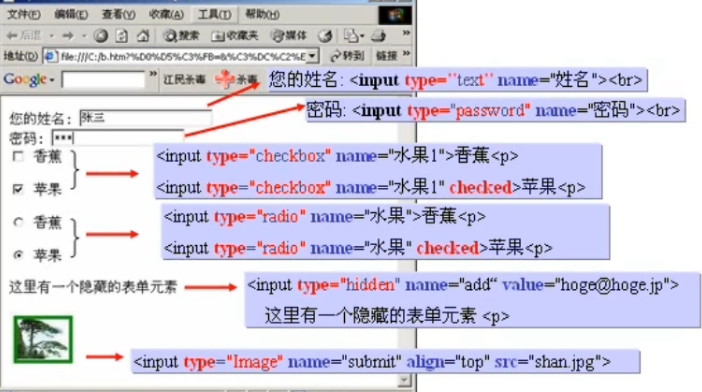 文件(F) 编辑(E) 查看(V) 收藏(A) 工具(T) 帮助(H)
后退 搜索 收藏夹 媒体
地址(D) file:///C:/b.htm?%D0%D5%C3%FB=&%C3%DC%C2%E 转到 链接
Google 江民杀毒 杀毒
您的姓名: <input type="text" name="姓名"><br>
您的姓名: 张三
密码: <input type="password" name="密码"><br>
密码: ***
香蕉
<input type="checkbox" name="水果1">香蕉<p>
苹果
<input type="checkbox" name="水果1" checked>苹果<p>
香蕉
<input type="radio" name="水果">香蕉<p>
苹果
<input type="radio" name="水果" checked>苹果<p>
这里有一个隐藏的表单元素
<input type="hidden" name="add“ value="hoge@hoge.jp">
这里有一个隐藏的表单元素 <p>
<input type="Image" name="submit" align="top" src="shan.jpg">